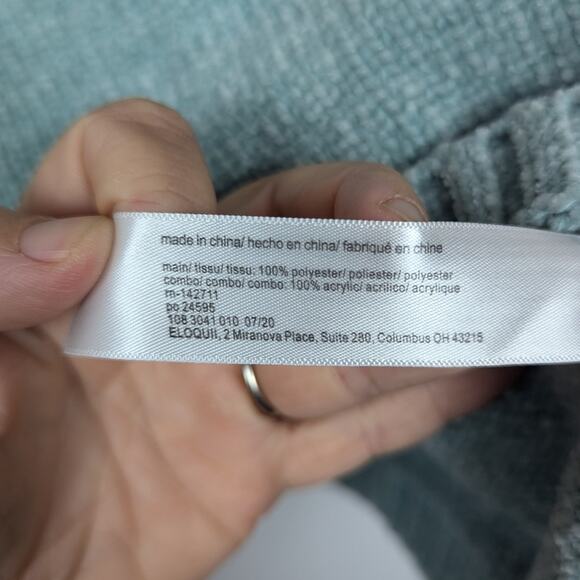 made in china/ hecho en china/ fabriqué en chine
main/ tissu/ tissu: 100% polyester/ poliester/ polyester
combo/ combo/ combo: 100% acrylic/ acrilico/ acrylique
rn-142711
po 24595
108 3041 010 07/20
ELOQUII, 2 Miranova Place, Suite 280, Columbus OH 43215